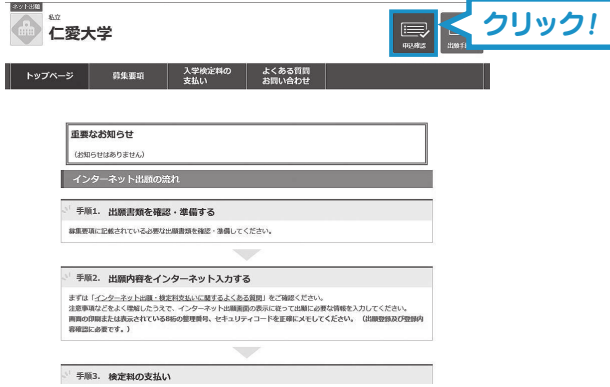 ネット出願
私立
仁愛大学
申込確認
クリック!
トップページ
募集要項
入学検定料の
支払い
よくある質問
お問い合わせ
重要なお知らせ
(お知らせはありません)
インターネット出願の流れ
手順1. 出願書類を確認・準備する
募集要項に記載されている必要な出願書類を確認・準備してください。
手順2. 出願内容をインターネット入力する
まずは「インターネット出願・検定料支払いに関するよくある質問」をご確認ください。
注意事項などをよく理解したうえで、インターネット出願画面の表示に従って出願に必要な情報を入力してください。
画面の印刷または表示されている8桁の整理番号、セキュリティコードを正確にメモしてください。（出願登録及び登録内
容確認に必要です。）
手順3. 検定料の支払い